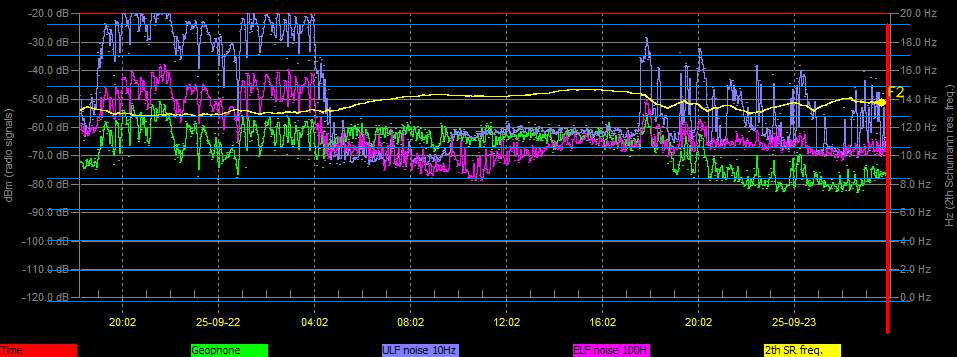 -20.0 dB 20.0 Hz
-30.0 dB 18.0 Hz
-40.0 dB 16.0 Hz
-50.0 dB F2 14.0 Hz
-60.0 dB 12.0 Hz
-70.0 dB 10.0 Hz
-80.0 dB 8.0 Hz
-90.0 dB 6.0 Hz
-100.0 dB 4.0 Hz
-110.0 dB 2.0 Hz
-120.0 dB 0.0 Hz
dBm (radio signals)
Hz (2th Schumann res. freq.)
20:02 25-09-22 04:02 08:02 12:02 16:02 20:02 25-09-23
Time Geophone ULF noise 10Hz ELF noise 100H 2th SR freq.